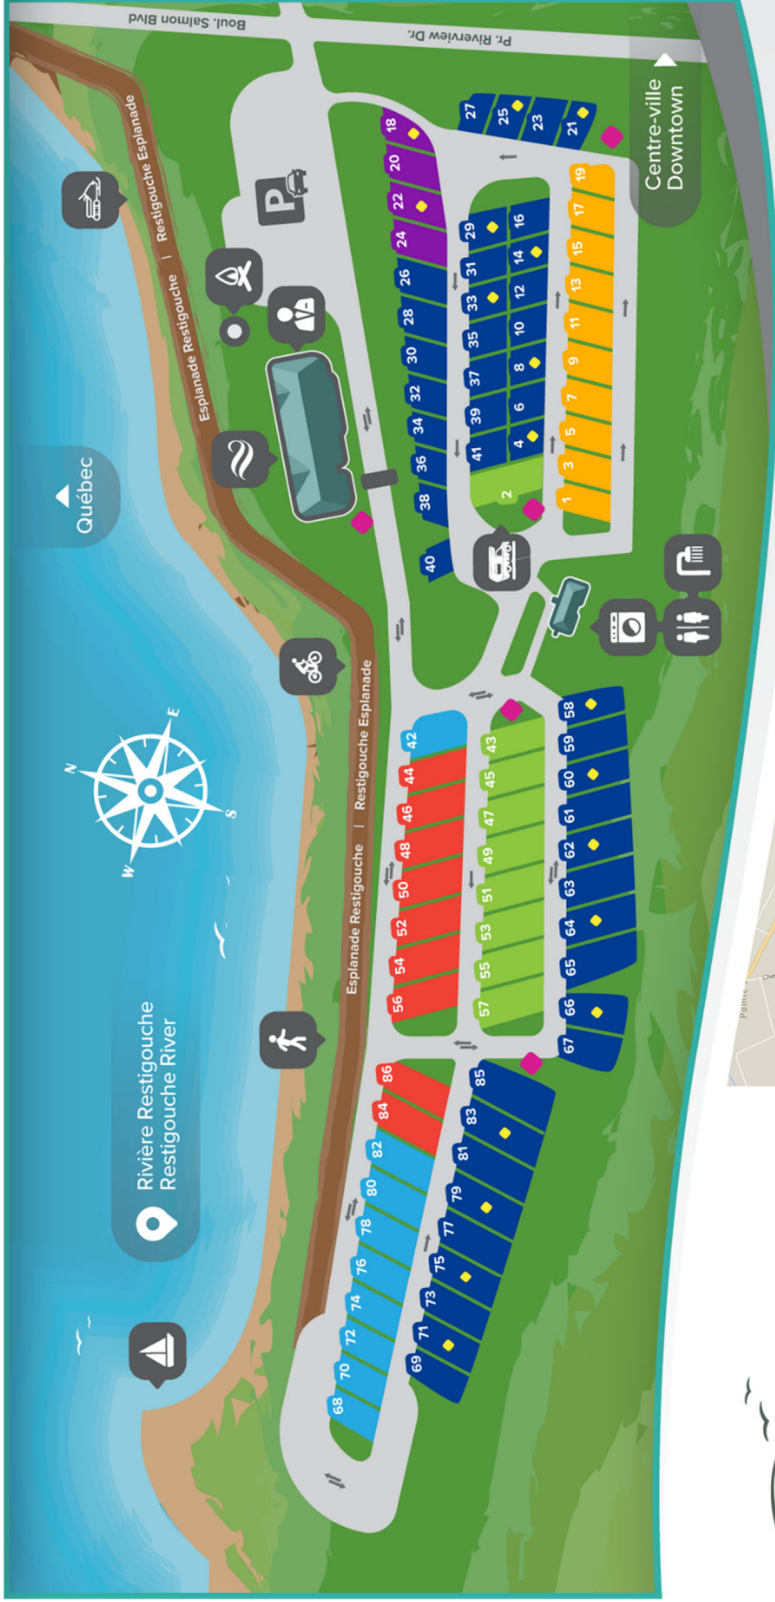 Québec
Rivière Restigouche
Restigouche River
N
E
S
W
Boul. Salmon Blvd
Pr. Riverview Dr.
Centre-ville
Downtown
Esplanade Restigouche | Restigouche Esplanade
Esplanade Restigouche | Restigouche Esplanade
P
68 70 72 74 76 78 80 82 84 86
56 54 52 50 48 46 44 42
40 38 36 34 32 30 28 26 24 22 20 18
69 71 73 75 77 79 81 83 85
57 55 53 51 49 47 45 43
41 39 37 35 33 31 29
27 25 23 21
2 4 6 8 10 12 14 16
67 66 65 64 63 62 61 60 59 58
1 3 5 7 9 11 13 15 17 19